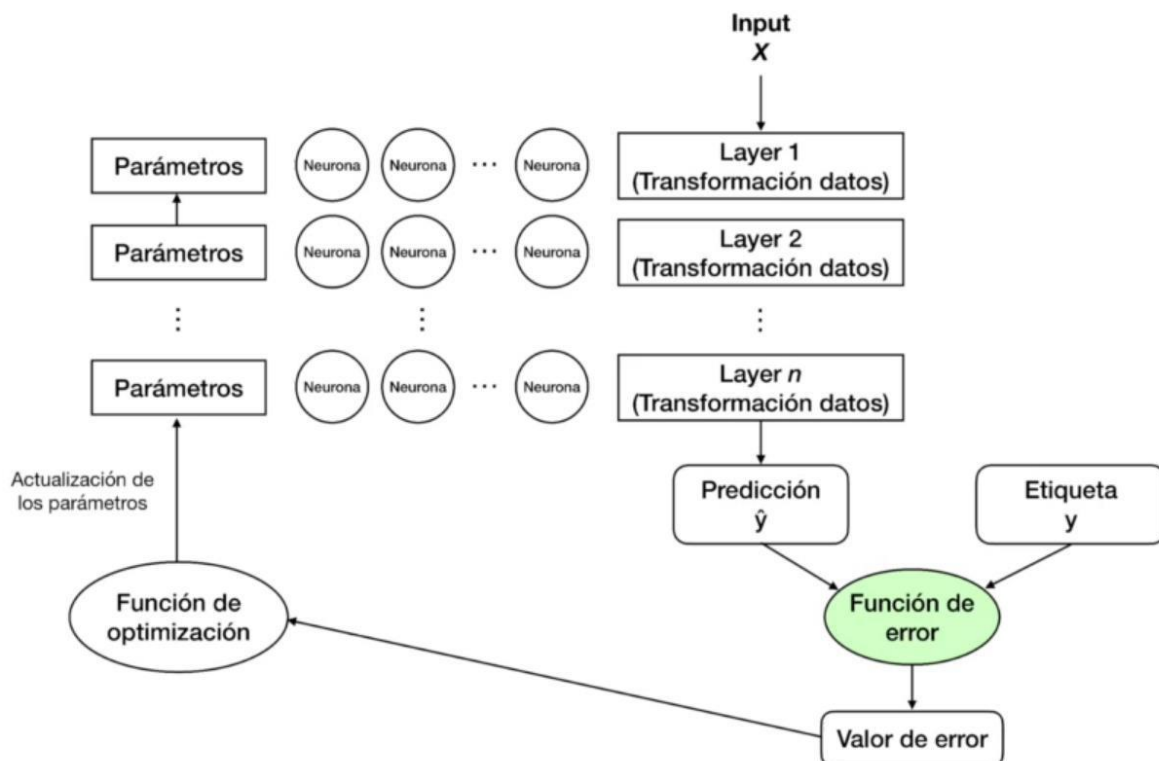 Input
X
Parámetros
Neurona
Neurona
...
Neurona
Layer 1
(Transformación datos)
Parámetros
Neurona
Neurona
...
Neurona
Layer 2
(Transformación datos)
Parámetros
Neurona
Neurona
...
Neurona
Layer n
(Transformación datos)
Actualización de
los parámetros
Predicción
ŷ
Etiqueta
y
Función de
optimización
Función de
error
Valor de error